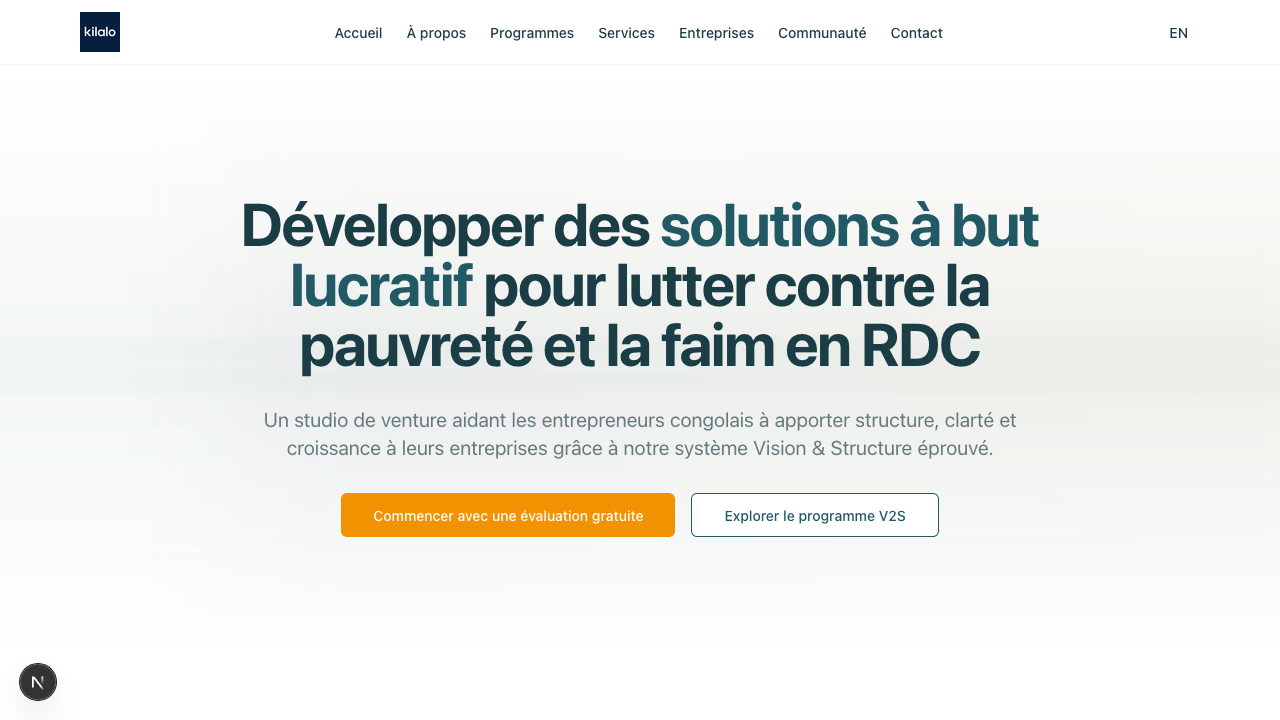 kilalo
Accueil
À propos
Programmes
Services
Entreprises
Communauté
Contact
EN
Développer des solutions à but
lucratif pour lutter contre la
pauvreté et la faim en RDC
Un studio de venture aidant les entrepreneurs congolais à apporter structure, clarté et
croissance à leurs entreprises grâce à notre système Vision & Structure éprouvé.
Commencer avec une évaluation gratuite
Explorer le programme V2S
N